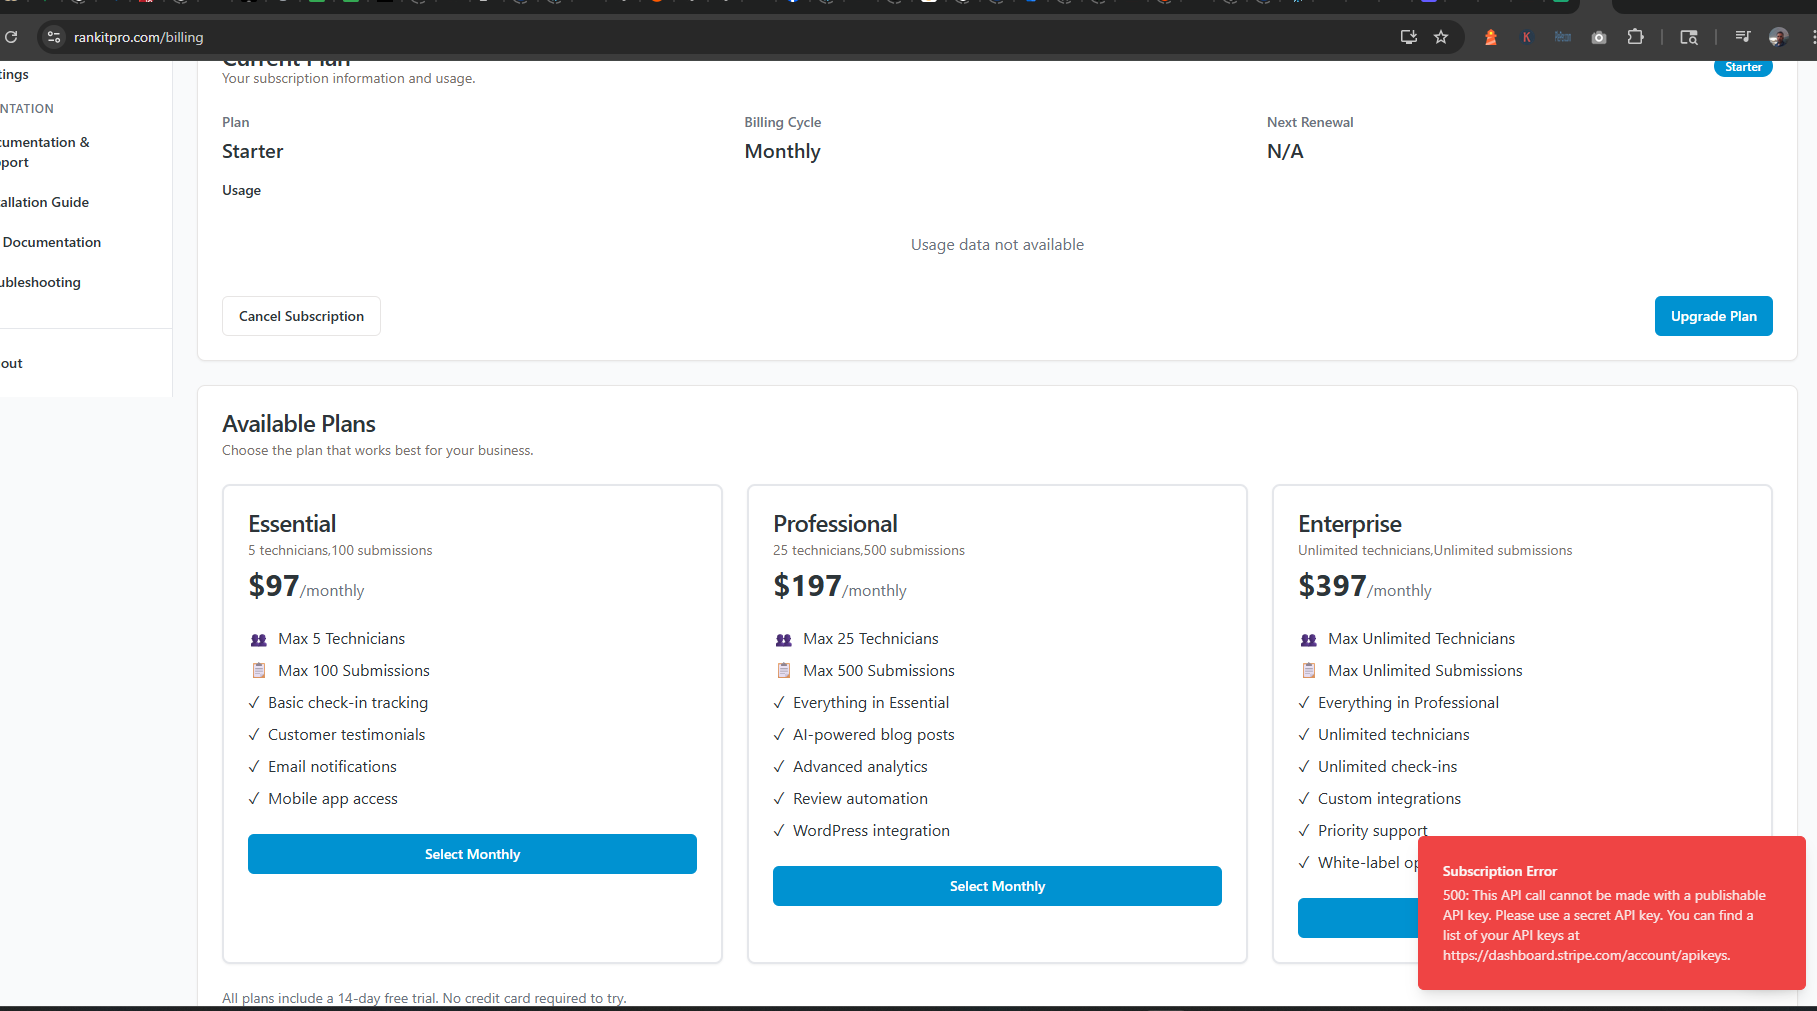 rankitpro.com/billing
tings
NTATION
cumentation &
port
allation Guide
Documentation
ubleshooting
out
Current Plan
Your subscription information and usage.
Starter
Plan
Starter
Billing Cycle
Monthly
Next Renewal
N/A
Usage
Usage data not available
Cancel Subscription
Upgrade Plan
Available Plans
Choose the plan that works best for your business.
Essential
5 technicians,100 submissions
$97/monthly
Max 5 Technicians
Max 100 Submissions
✓ Basic check-in tracking
✓ Customer testimonials
✓ Email notifications
✓ Mobile app access
Select Monthly
Professional
25 technicians,500 submissions
$197/monthly
Max 25 Technicians
Max 500 Submissions
✓ Everything in Essential
✓ AI-powered blog posts
✓ Advanced analytics
✓ Review automation
✓ WordPress integration
Select Monthly
Enterprise
Unlimited technicians,Unlimited submissions
$397/monthly
Max Unlimited Technicians
Max Unlimited Submissions
✓ Everything in Professional
✓ Unlimited technicians
✓ Unlimited check-ins
✓ Custom integrations
✓ Priority support
✓ White-label op
Subscription Error
500: This API call cannot be made with a publishable
API key. Please use a secret API key. You can find a
list of your API keys at
https://dashboard.stripe.com/account/apikeys.
All plans include a 14-day free trial. No credit card required to try.